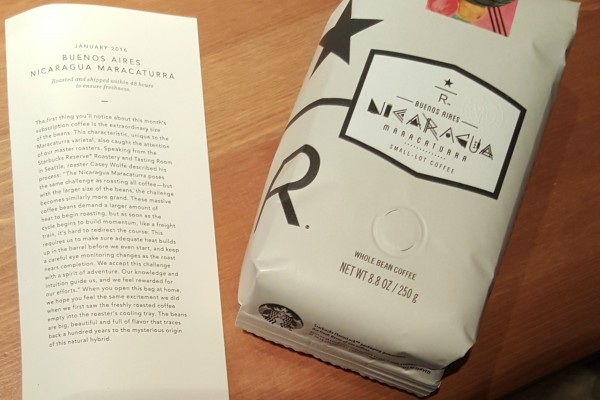 JANUARY 2016
BUENOS AIRES
NICARAGUA MARACATURRA
Roasted and shipped within 48 hours
to ensure freshness.
The first thing you'll notice about this month's
subscription coffee is the extraordinary size
of the beans. This characteristic, unique to the
Maracaturra varietal, also caught the attention
of our master roasters. Speaking from the
Starbucks Reserve® Roastery and Tasting Room
in Seattle, roaster Casey Wolfe described his
process. "The Nicaragua Maracaturra poses
the same challenge as roasting all coffee—but
with the larger size of the beans, the challenge
becomes similarly more grand. These massive
coffee beans demand a larger amount of
heat to begin roasting, but as soon as the
cycle begins to build momentum, like a freight
train, it's hard to redirect the course. This
requires us to make sure adequate heat builds
up in the barrel before we even start, and keep
a careful eye monitoring changes as the roast
nears completion. We accept this challenge
with a spirit of adventure. Our knowledge and
intuition guide us, and we feel rewarded for
our efforts." When you open this bag at home,
we hope you feel the same excitement we did
when we first saw the freshly roasted coffee
empty into the roaster's cooling tray. The beans
are big, beautiful and full of flavor that traces
back a hundred years to the mysterious origin
of this natural hybrid.
R™
BUENOS AIRES
NICARAGUA
MARACATURRA
SMALL-LOT COFFEE
R.
WHOLE BEAN COFFEE
NET WT 8.8 OZ / 250 g